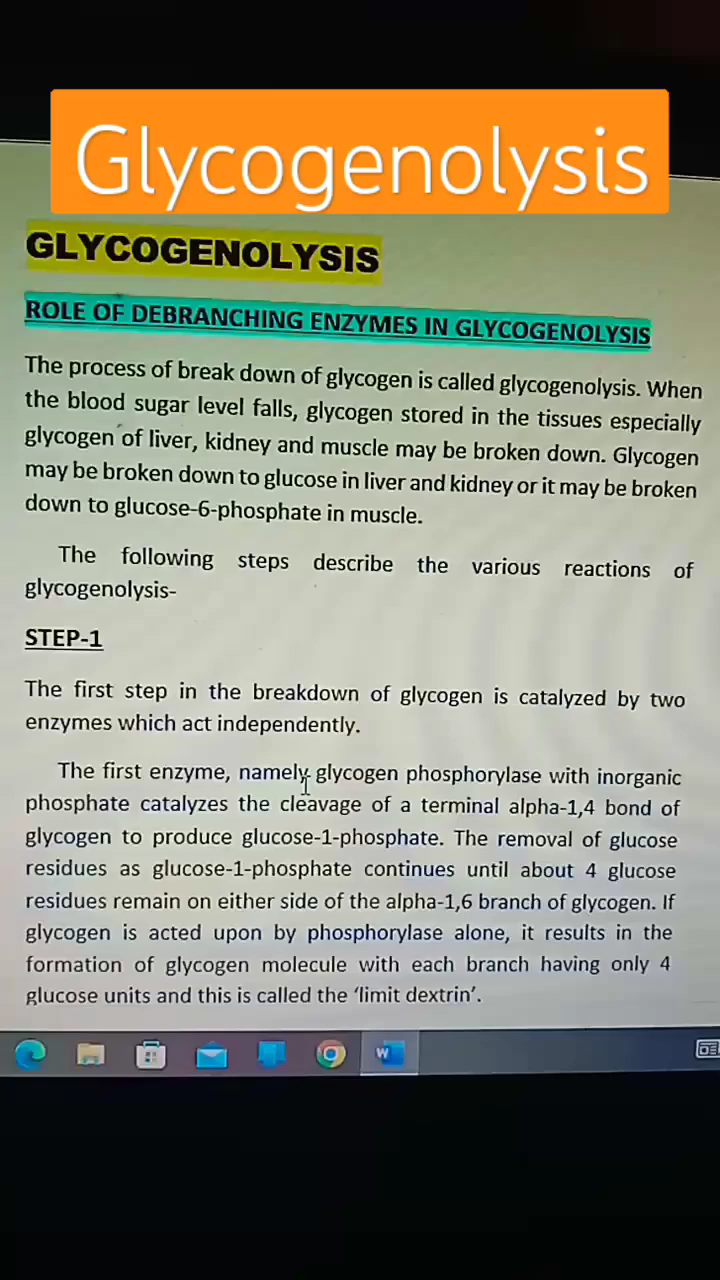 Glycogenolysis
GLYCOGENOLYSIS
ROLE OF DEBRANCHING ENZYMES IN GLYCOGENOLYSIS
The process of break down of glycogen is called glycogenolysis. When
the blood sugar level falls, glycogen stored in the tissues especially
glycogen of liver, kidney and muscle may be broken down. Glycogen
may be broken down to glucose in liver and kidney or it may be broken
down to glucose-6-phosphate in muscle.
The following steps describe the various reactions of
glycogenolysis-
STEP-1
The first step in the breakdown of glycogen is catalyzed by two
enzymes which act independently.
The first enzyme, namely glycogen phosphorylase with inorganic
phosphate catalyzes the cleavage of a terminal alpha-1,4 bond of
glycogen to produce glucose-1-phosphate. The removal of glucose
residues as glucose-1-phosphate continues until about 4 glucose
residues remain on either side of the alpha-1,6 branch of glycogen. If
glycogen is acted upon by phosphorylase alone, it results in the
formation of glycogen molecule with each branch having only 4
glucose units and this is called the ‘limit dextrin’.
W